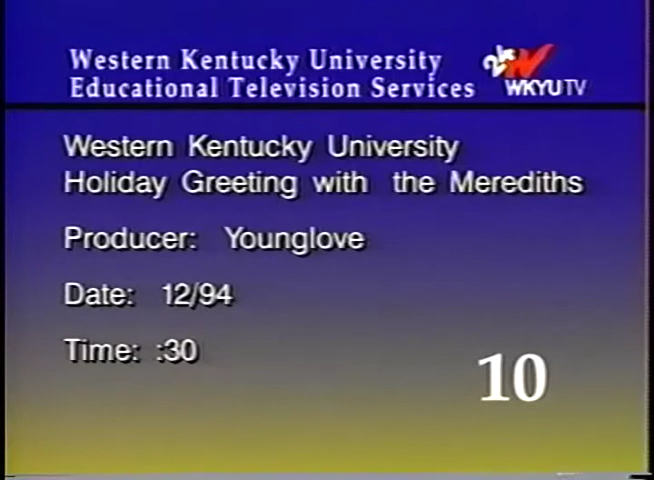 Western Kentucky University
Educational Television Services
WKYU TV
Western Kentucky University
Holiday Greeting with the Merediths
Producer: Younglove
Date: 12/94
Time: :30
10